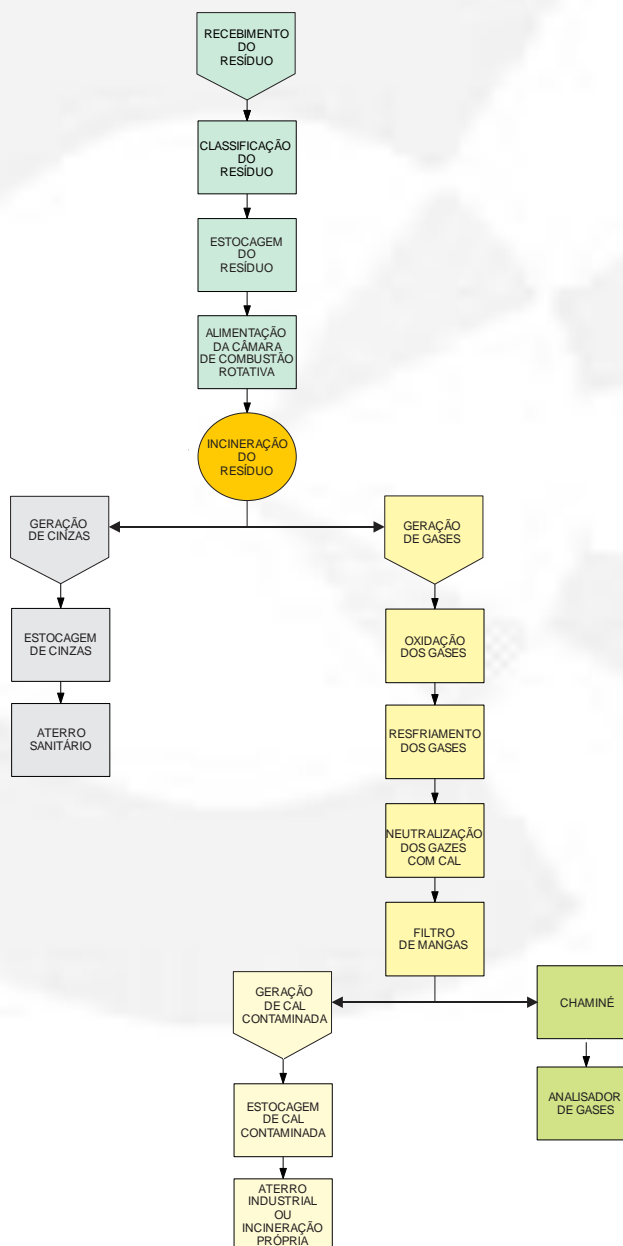 RECEBIMENTO
DO
RESÍDUO
CLASSIFICAÇÃO
DO
RESÍDUO
ESTOCAGEM
DO
RESÍDUO
ALIMENTAÇÃO
DA CÂMARA
DE COMBUSTÃO
ROTATIVA
INCINERAÇÃO
DO
RESÍDUO
GERAÇÃO
DE CINZAS
ESTOCAGEM
DE CINZAS
ATERRO
SANITÁRIO
GERAÇÃO
DE GASES
OXIDAÇÃO
DOS GASES
RESFRIAMENTO
DOS GASES
NEUTRALIZAÇÃO
DOS GAZES
COM CAL
FILTRO
DE MANGAS
GERAÇÃO
DE CAL
CONTAMINADA
ESTOCAGEM
DE CAL
CONTAMINADA
ATERRO
INDUSTRIAL
OU
INCINERAÇÃO
PRÓPRIA
CHAMINÉ
ANALISADOR
DE GASES